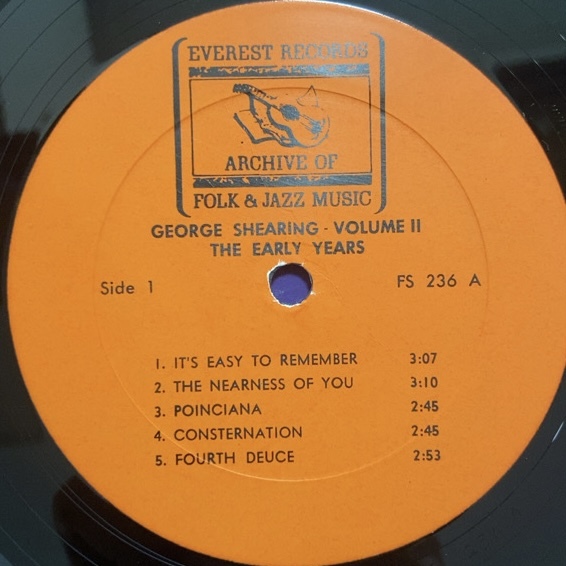 EVEREST RECORDS
ARCHIVE OF
FOLK & JAZZ MUSIC
GEORGE SHEARING - VOLUME II
THE EARLY YEARS
Side 1
FS 236 A
1. IT'S EASY TO REMEMBER 3:07
2. THE NEARNESS OF YOU 3:10
3. POINCIANA 2:45
4. CONSTERNATION 2:45
5. FOURTH DEUCE 2:53